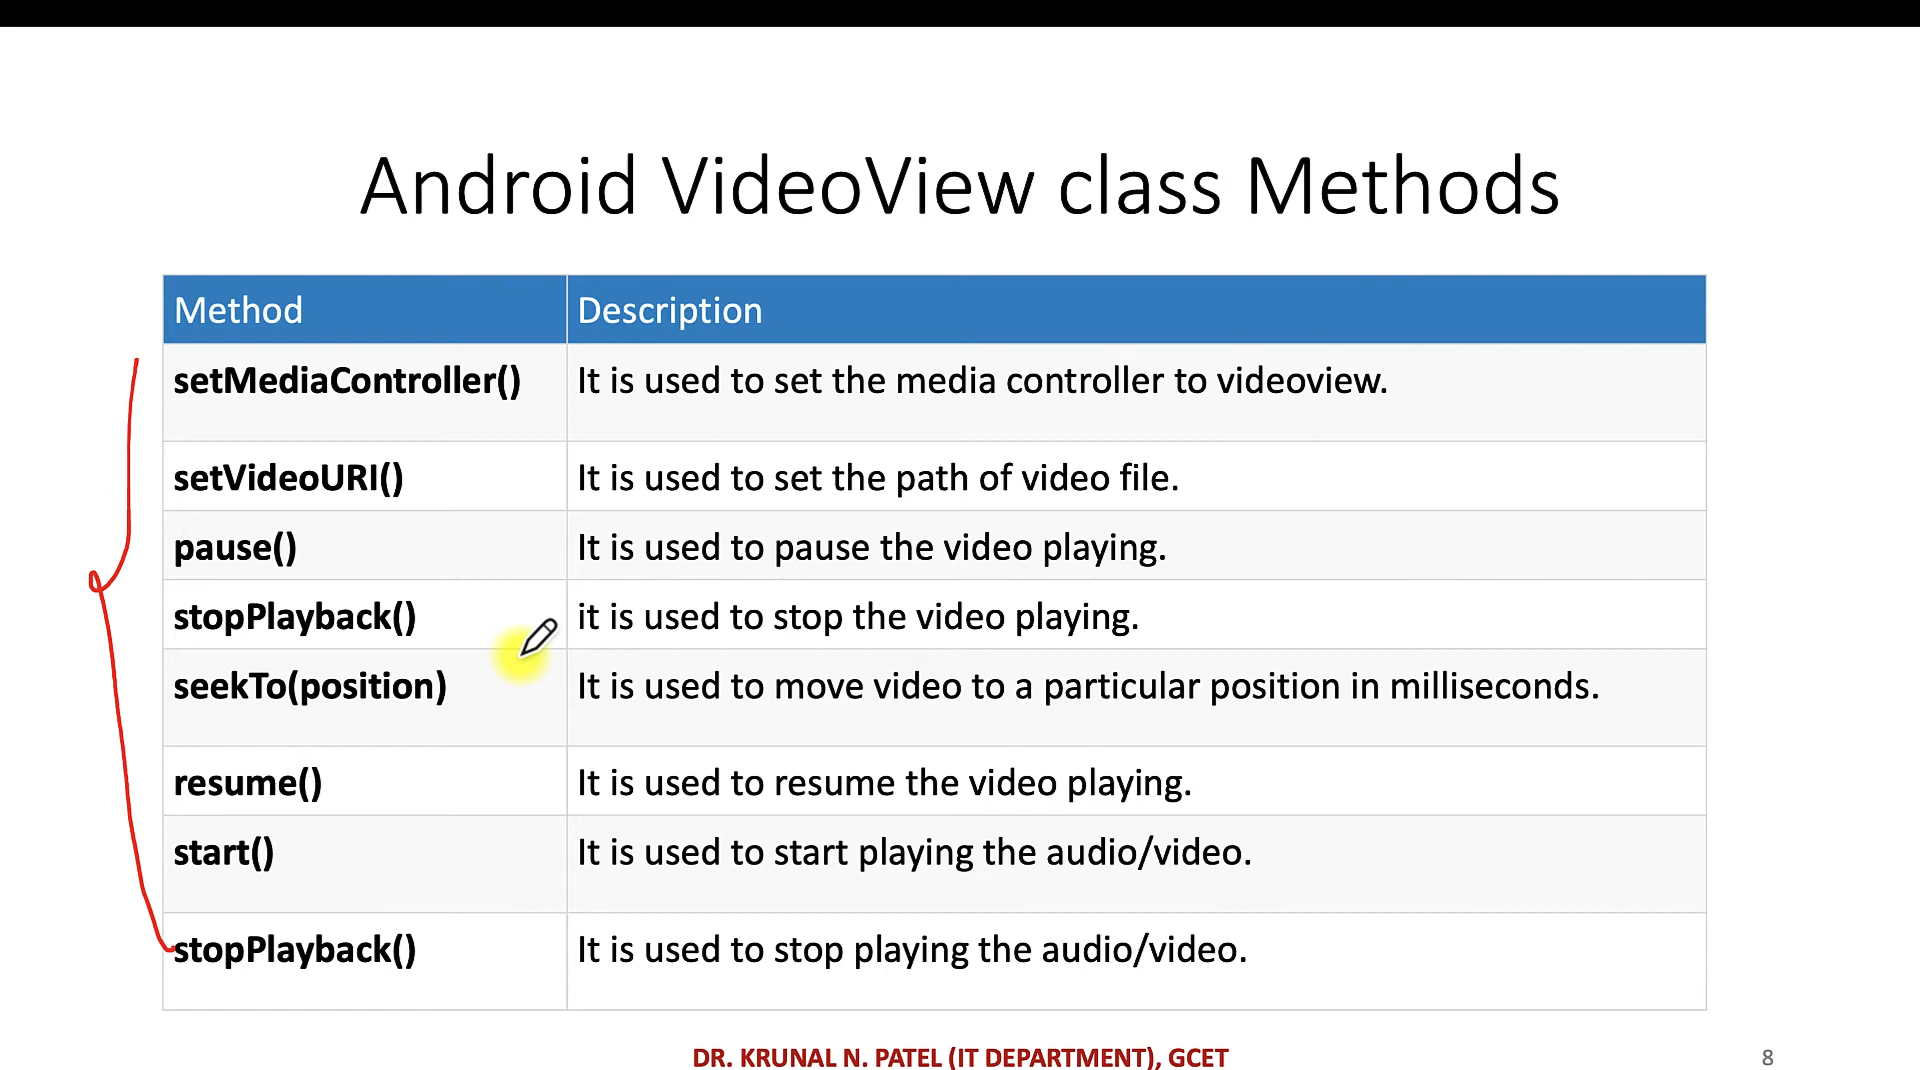 Android VideoView class Methods
Method Description
setMediaController() It is used to set the media controller to videoview.
setVideoURI() It is used to set the path of video file.
pause() It is used to pause the video playing.
stopPlayback() it is used to stop the video playing.
seekTo(position) It is used to move video to a particular position in milliseconds.
resume() It is used to resume the video playing.
start() It is used to start playing the audio/video.
stopPlayback() It is used to stop playing the audio/video.
DR. KRUNAL N. PATEL (IT DEPARTMENT), GCET 8